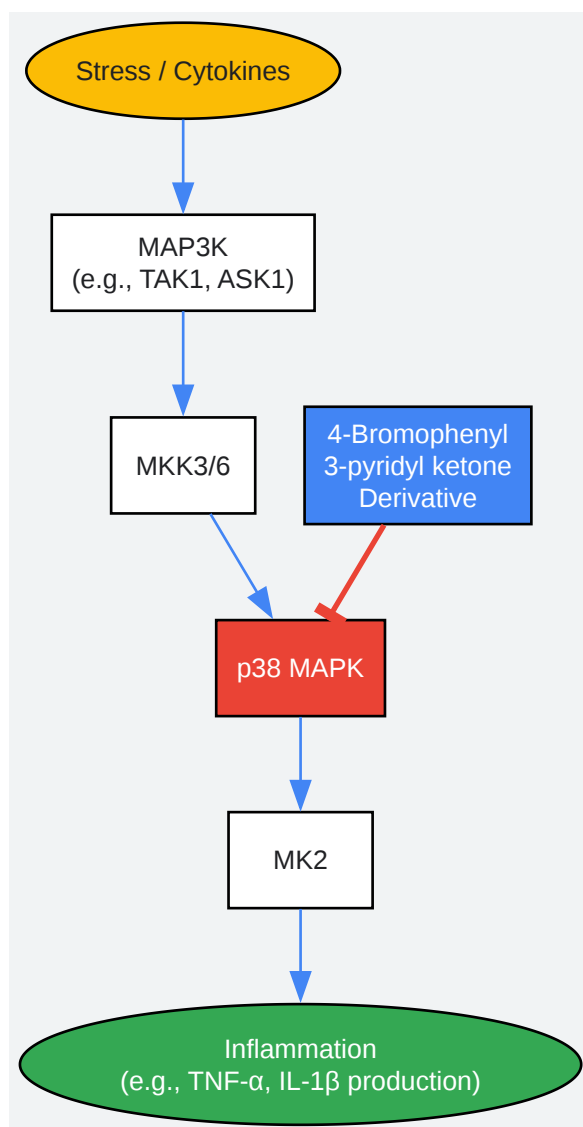 Stress / Cytokines
MAP3K
(e.g., TAK1, ASK1)
MKK3/6
4-Bromophenyl
3-pyridyl ketone
Derivative
p38 MAPK
MK2
Inflammation
(e.g., TNF-α, IL-1β production)